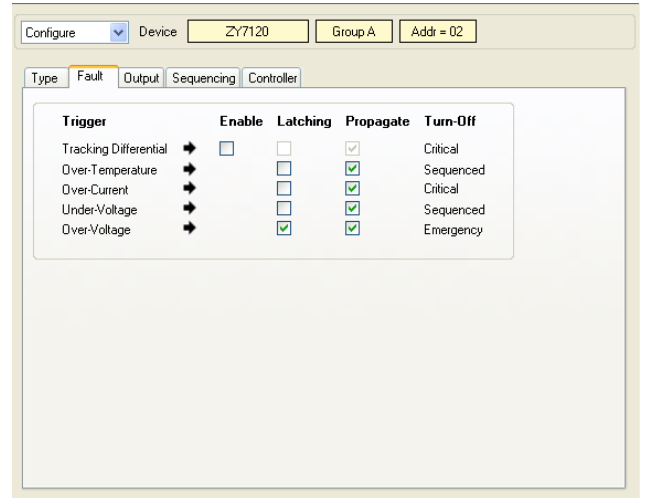 Configure Device ZY7120 Group A Addr = 02
Type Fault Output Sequencing Controller
Trigger Enable Latching Propagate Turn-Off
Tracking Differential Critical
Over-Temperature Sequenced
Over-Current Critical
Under-Voltage Sequenced
Over-Voltage Emergency